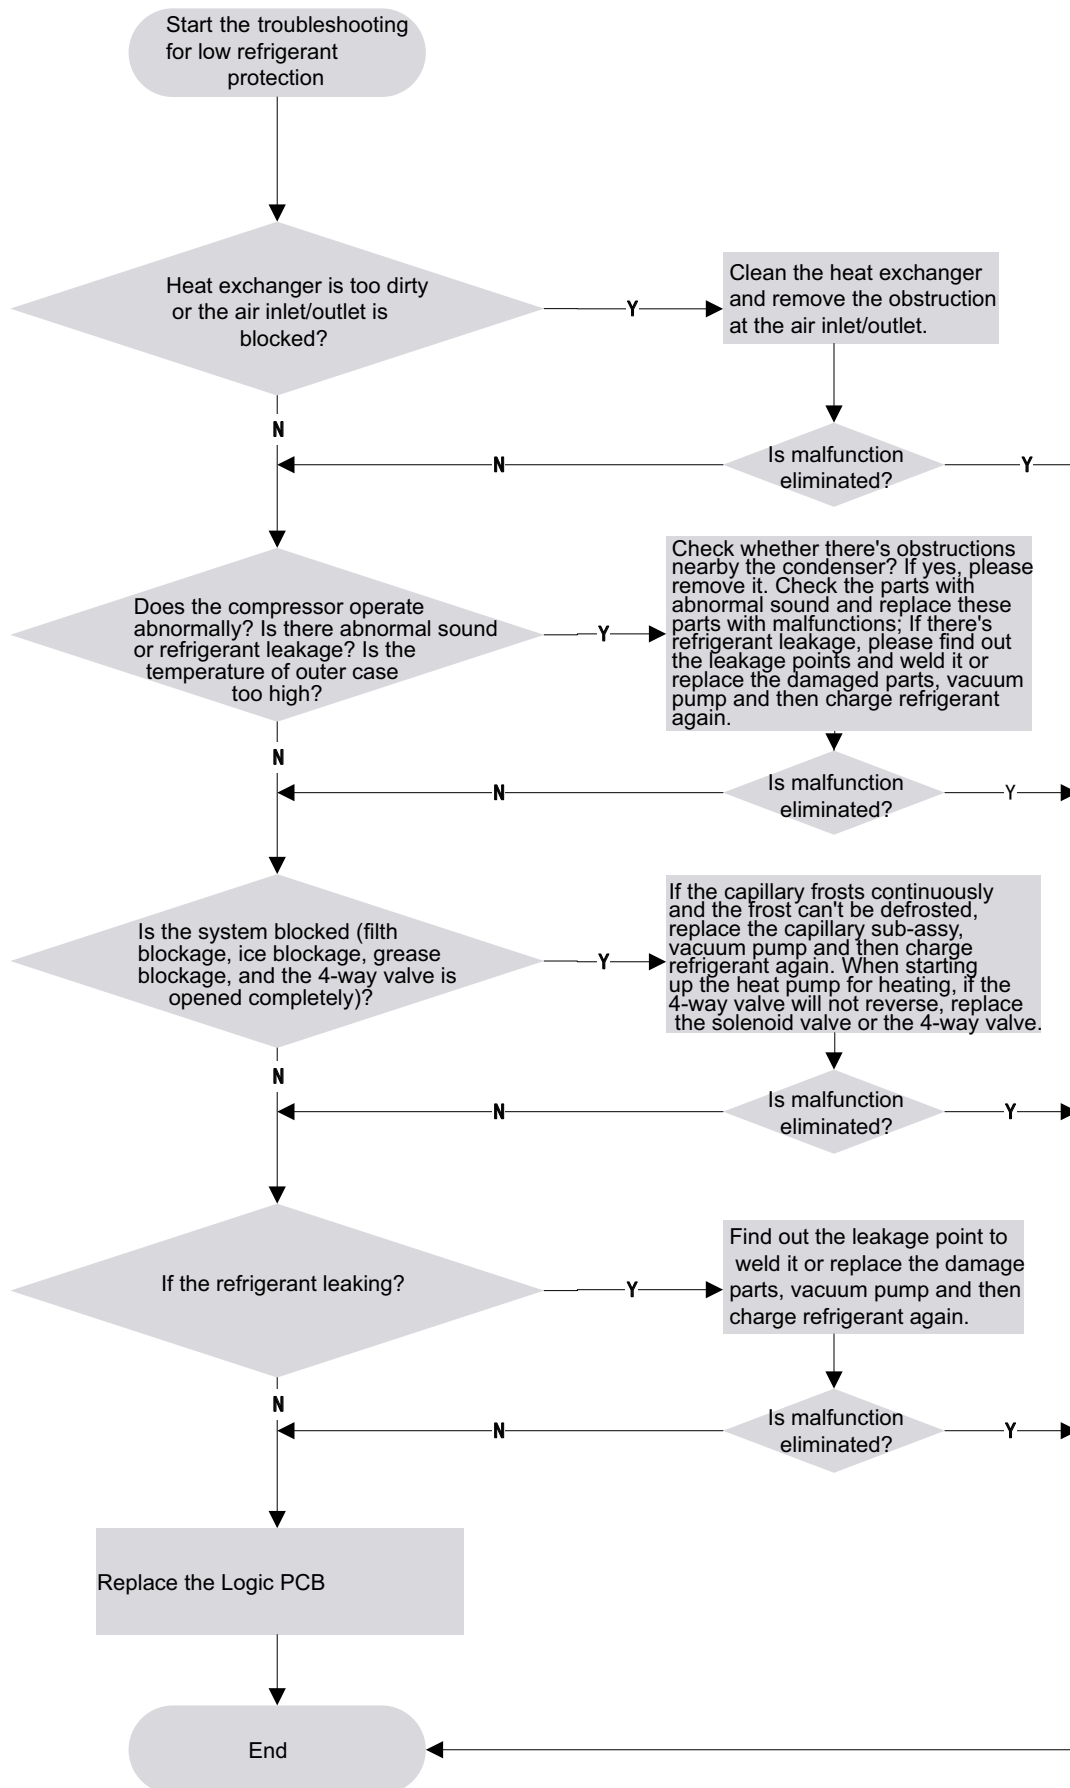 Start the troubleshooting
for low refrigerant
protection
Heat exchanger is too dirty
or the air inlet/outlet is
blocked?
Y
Clean the heat exchanger
and remove the obstruction
at the air inlet/outlet.
N
N
Is malfunction
eliminated?
Y
Does the compressor operate
abnormally? Is there abnormal sound
or refrigerant leakage? Is the
temperature of outer case
too high?
Y
Check whether there's obstructions
nearby the condenser? If yes, please
remove it. Check the parts with
abnormal sound and replace these
parts with malfunctions; If there's
refrigerant leakage, please find out
the leakage points and weld it or
replace the damaged parts, vacuum
pump and then charge refrigerant
again.
N
N
Is malfunction
eliminated?
Y
Is the system blocked (filth
blockage, ice blockage, grease
blockage, and the 4-way valve is
opened completely)?
Y
If the capillary frosts continuously
and the frost can't be defrosted,
replace the capillary sub-assy,
vacuum pump and then charge
refrigerant again. When starting
up the heat pump for heating, if the
4-way valve will not reverse, replace
the solenoid valve or the 4-way valve.
N
N
Is malfunction
eliminated?
Y
If the refrigerant leaking?
Y
Find out the leakage point to
weld it or replace the damage
parts, vacuum pump and then
charge refrigerant again.
N
N
Is malfunction
eliminated?
Y
Replace the Logic PCB
End